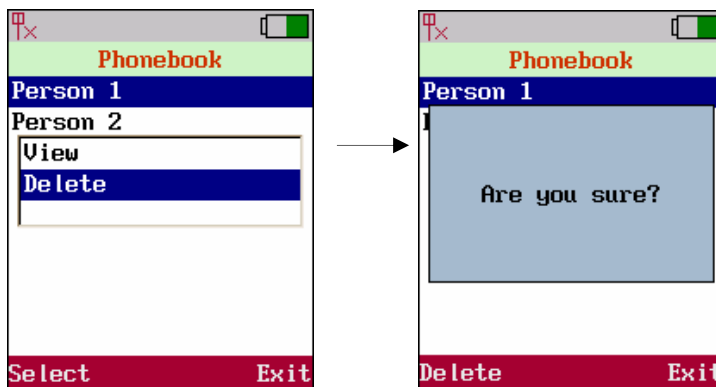 Phonebook
Person 1
Person 2
View
Delete
Select Exit
Phonebook
Person 1
Are you sure?
Delete Exit